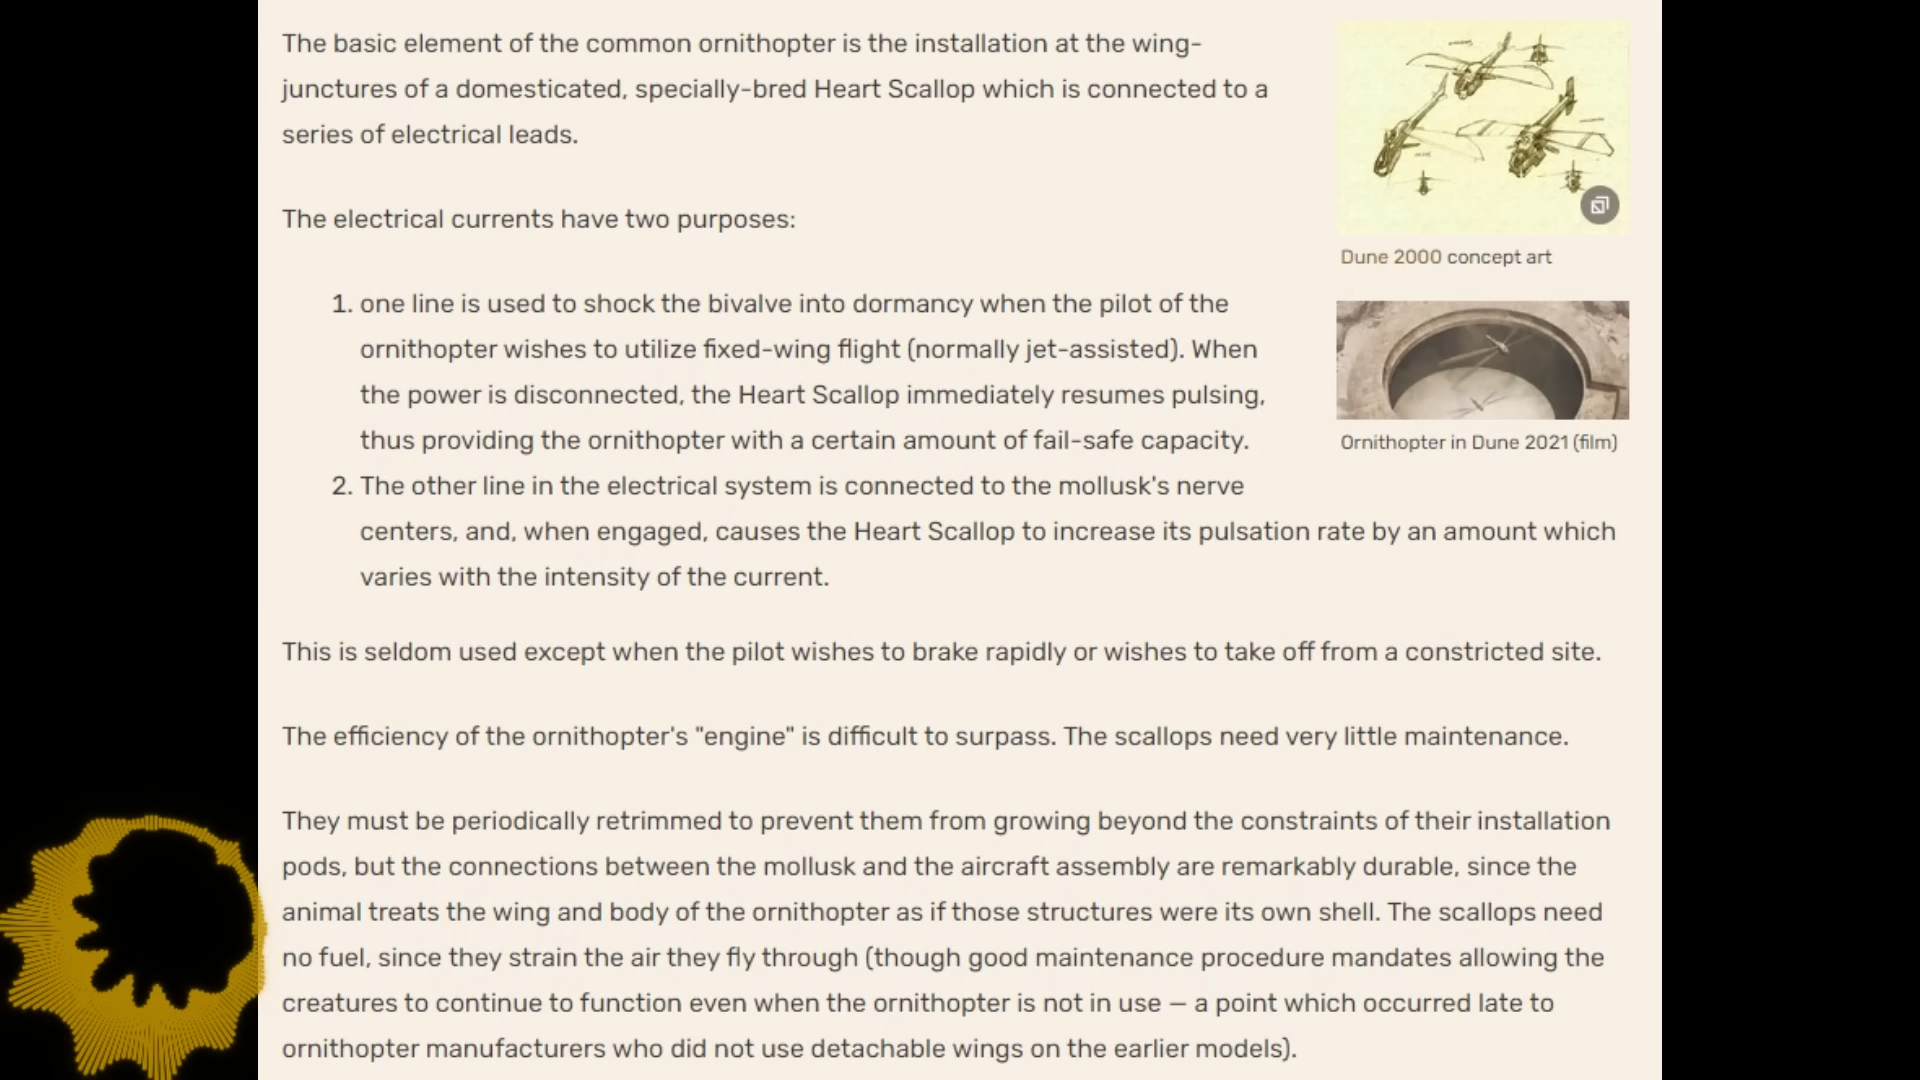 The basic element of the common ornithopter is the installation at the wing-
junctures of a domesticated, specially-bred Heart Scallop which is connected to a
series of electrical leads.
The electrical currents have two purposes:
1. one line is used to shock the bivalve into dormancy when the pilot of the
ornithopter wishes to utilize fixed-wing flight (normally jet-assisted). When
the power is disconnected, the Heart Scallop immediately resumes pulsing,
thus providing the ornithopter with a certain amount of fail-safe capacity.
2. The other line in the electrical system is connected to the mollusk's nerve
centers, and, when engaged, causes the Heart Scallop to increase its pulsation rate by an amount which
varies with the intensity of the current.
This is seldom used except when the pilot wishes to brake rapidly or wishes to take off from a constricted site.
The efficiency of the ornithopter's "engine" is difficult to surpass. The scallops need very little maintenance.
They must be periodically retrimmed to prevent them from growing beyond the constraints of their installation
pods, but the connections between the mollusk and the aircraft assembly are remarkably durable, since the
animal treats the wing and body of the ornithopter as if those structures were its own shell. The scallops need
no fuel, since they strain the air they fly through (though good maintenance procedure mandates allowing the
creatures to continue to function even when the ornithopter is not in use — a point which occurred late to
ornithopter manufacturers who did not use detachable wings on the earlier models).
Dune 2000 concept art
Ornithopter in Dune 2021 (film)